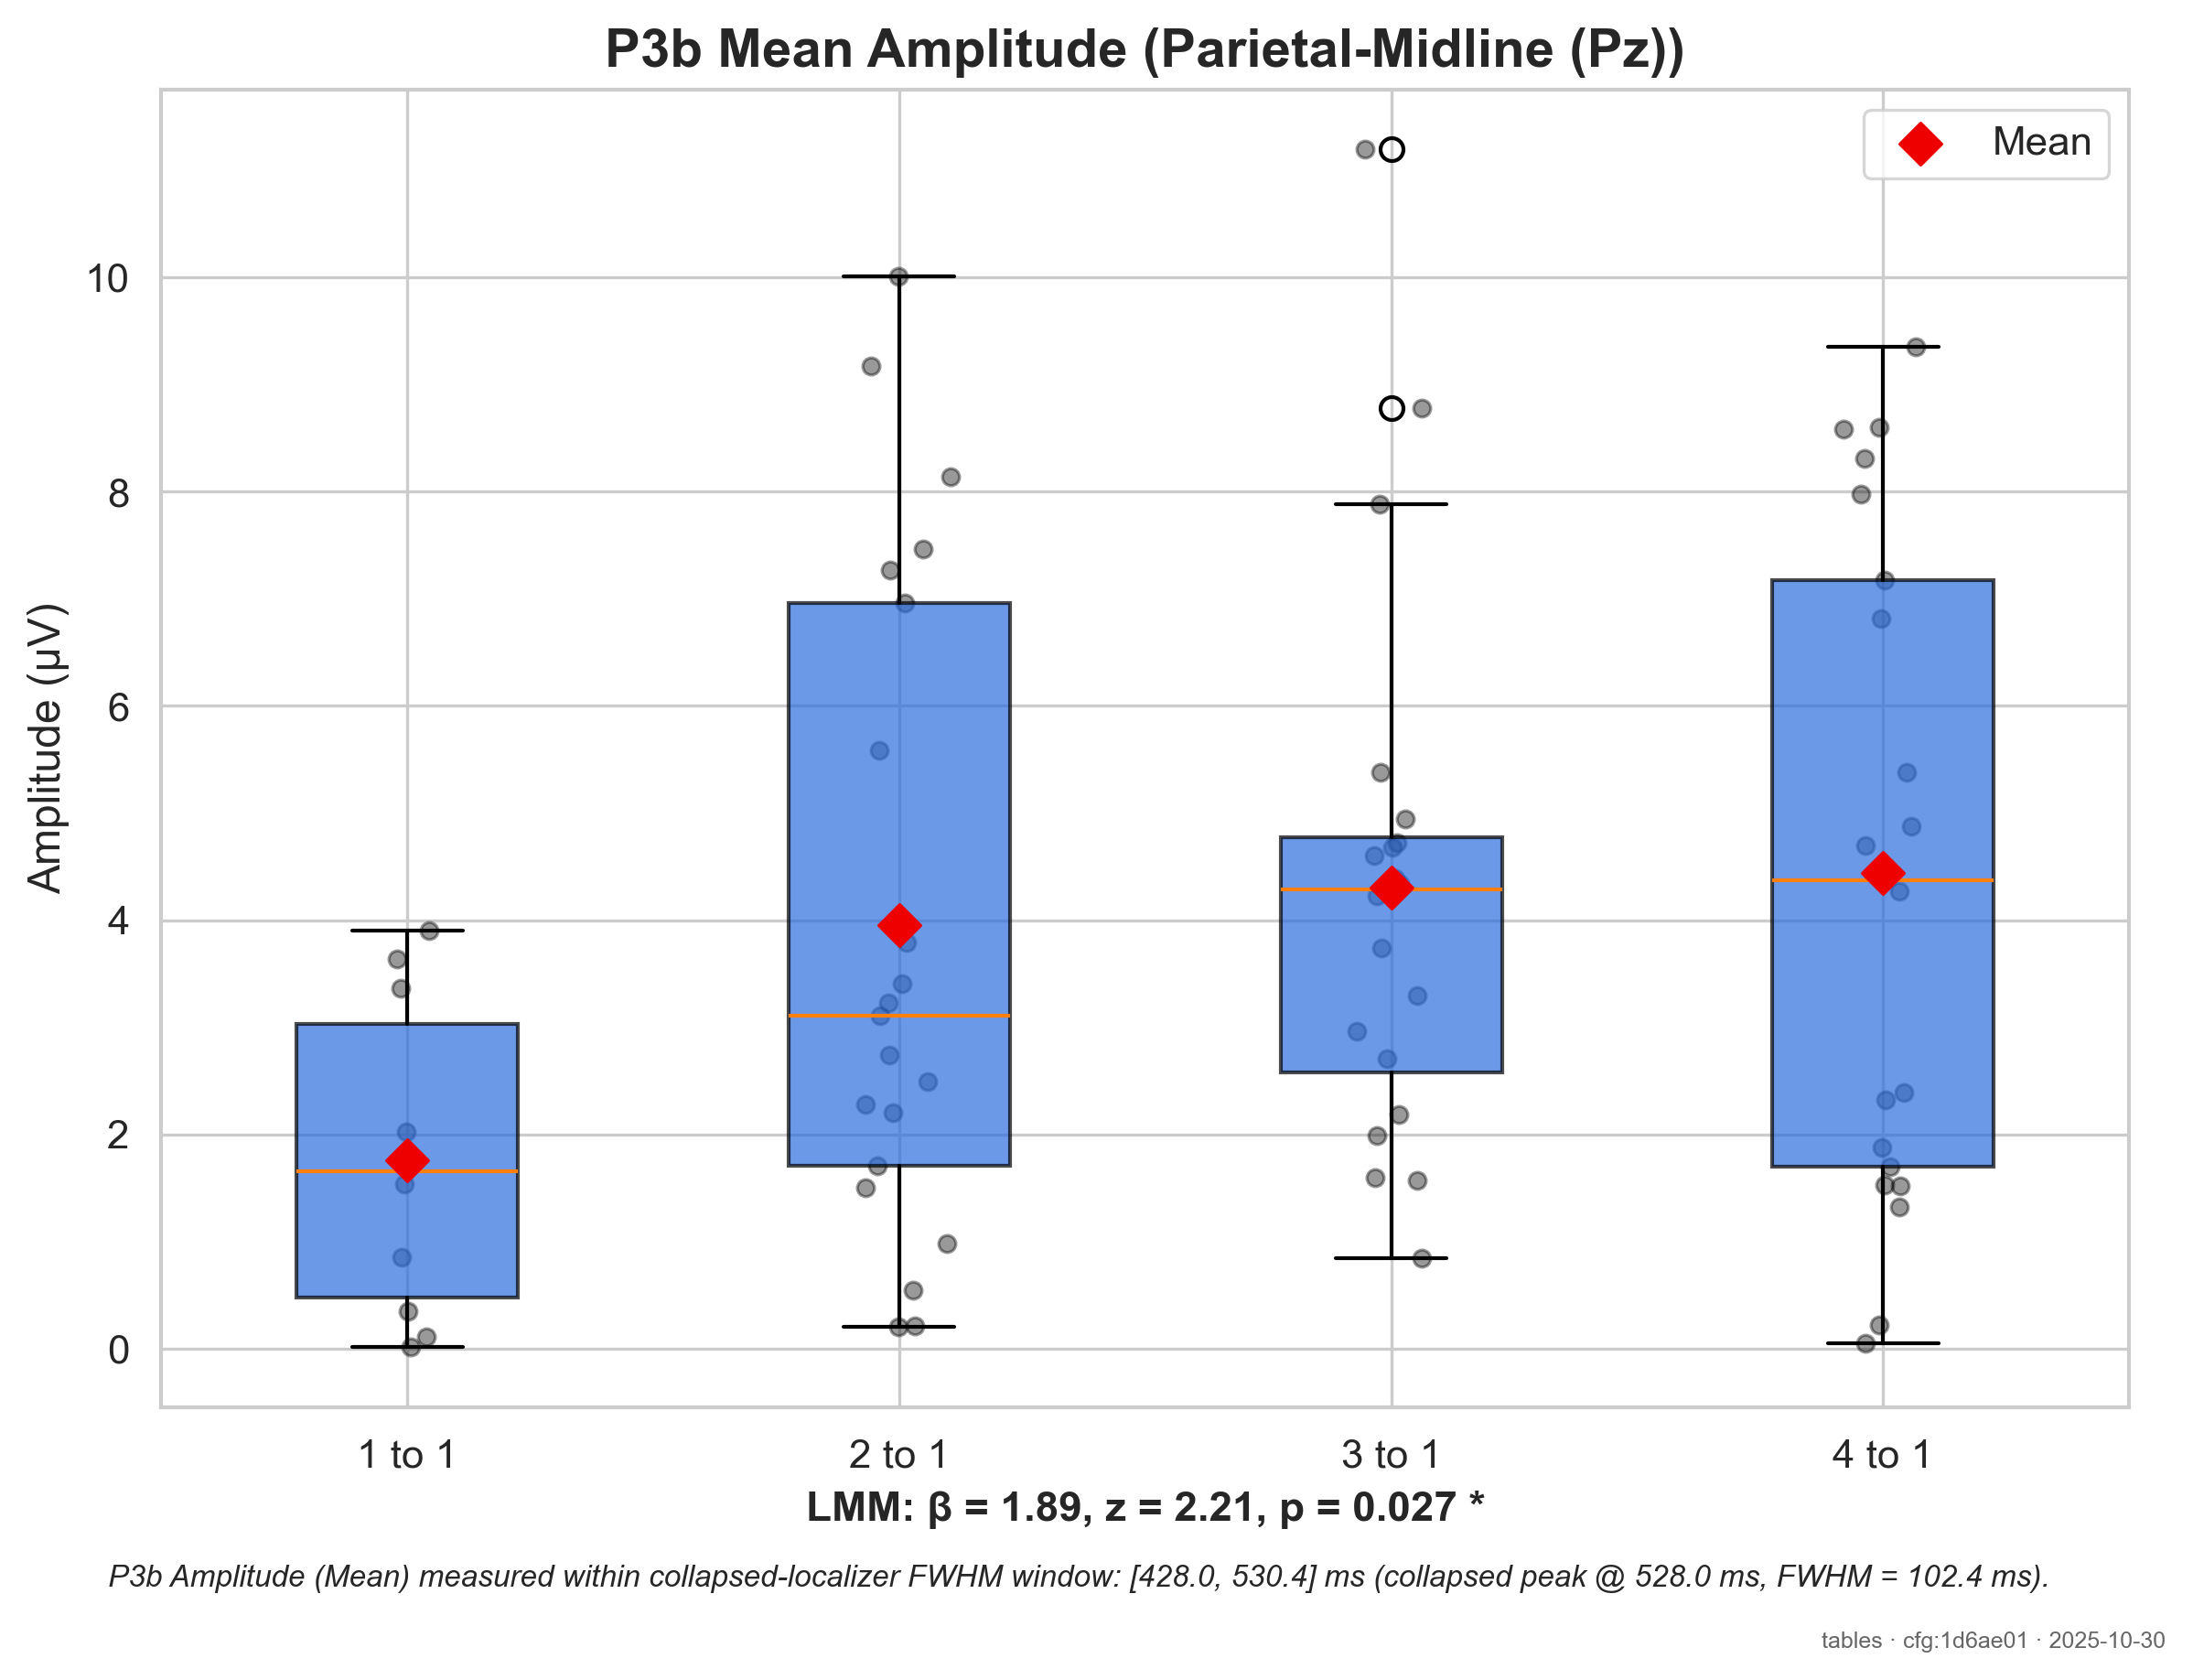 P3b Mean Amplitude (Parietal-Midline (Pz))
Mean
Amplitude (µV)
10
8
6
4
2
0
1 to 1
2 to 1
3 to 1
4 to 1
LMM: β = 1.89, z = 2.21, p = 0.027 *
P3b Amplitude (Mean) measured within collapsed-localizer FWHM window: [428.0, 530.4] ms (collapsed peak @ 528.0 ms, FWHM = 102.4 ms).
tables · cfg:1d6ae01 · 2025-10-30